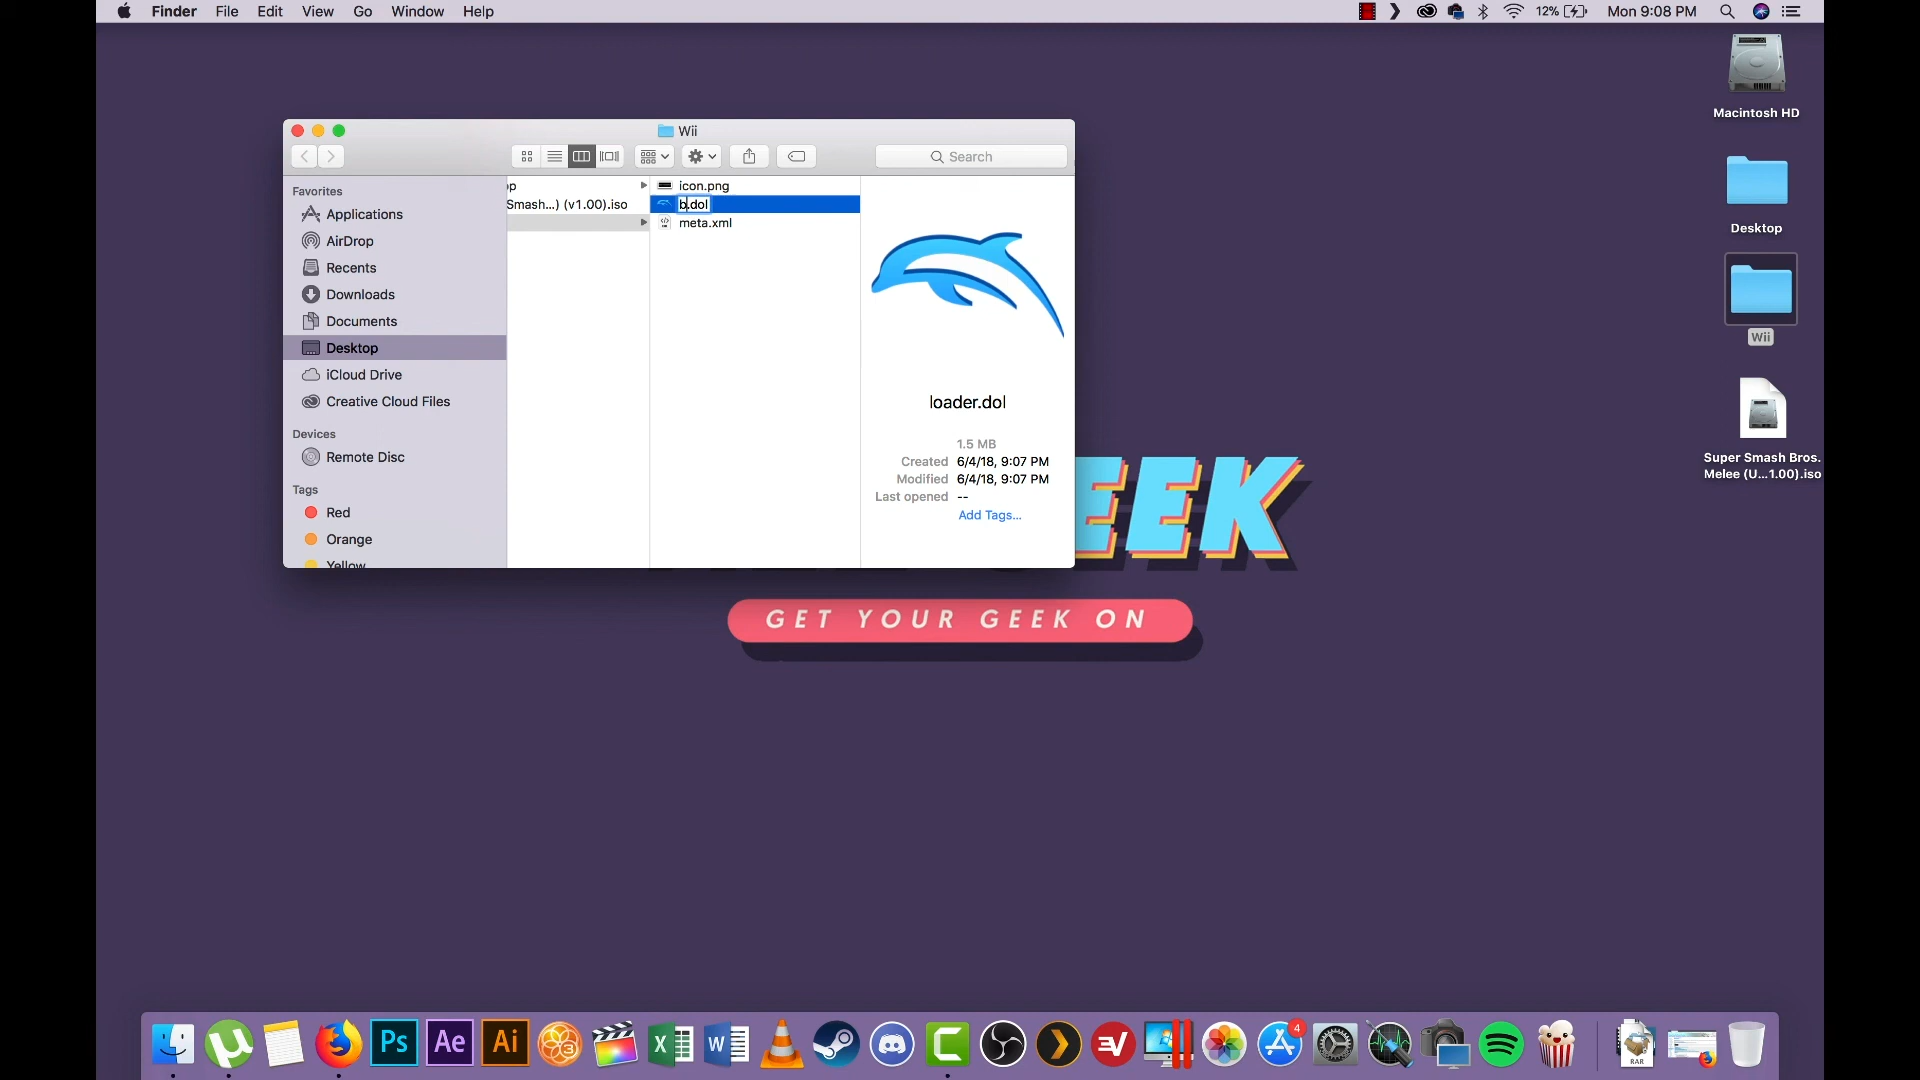 Finder File Edit View Go Window Help
12% Mon 9:08 PM
Macintosh HD
Desktop
Wii
Super Smash Bros.
Melee (U...1.00).iso
Wii
Search
Favorites
Applications
AirDrop
Recents
Downloads
Documents
Desktop
iCloud Drive
Creative Cloud Files
Devices
Remote Disc
Tags
Red
Orange
Yellow
op
Smash...) (v1.00).iso
icon.png
b.dol
meta.xml
loader.dol
1.5 MB
Created 6/4/18, 9:07 PM
Modified 6/4/18, 9:07 PM
Last opened --
Add Tags...
EEK
GET YOUR GEEK ON
Ps
Ae
Ai
3
X
W
4
RAR